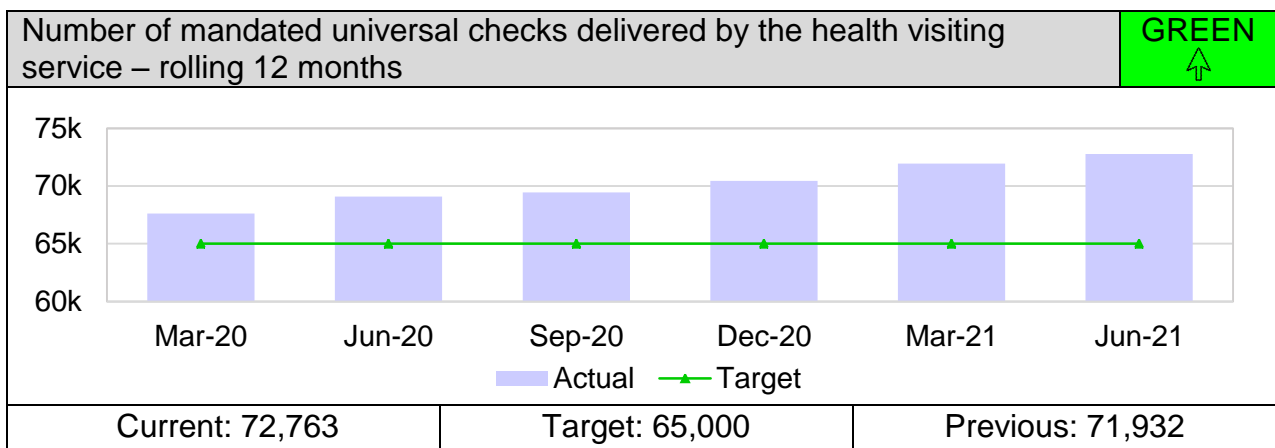 Number of mandated universal checks delivered by the health visiting
service – rolling 12 months
GREEN
75k
70k
65k
60k
Mar-20 Jun-20 Sep-20 Dec-20 Mar-21 Jun-21
Actual Target
Current: 72,763 Target: 65,000 Previous: 71,932